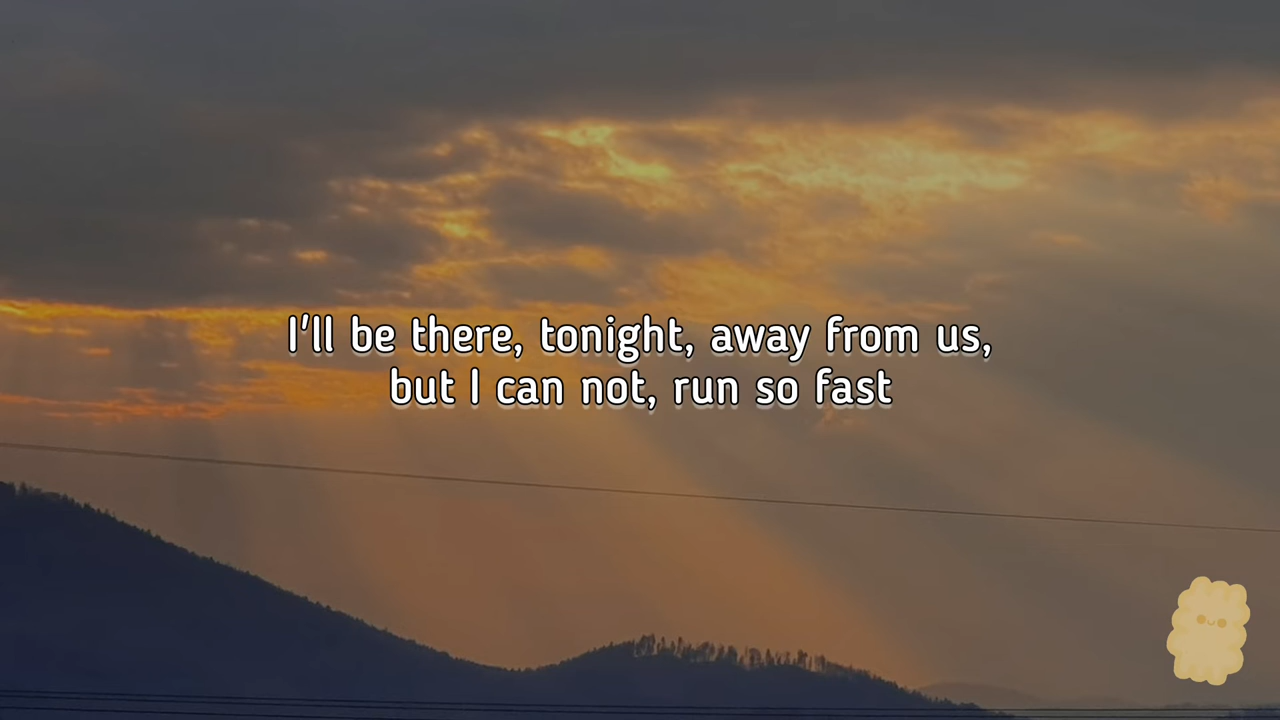 I'll be there, tonight, away from us,
but I can not, run so fast